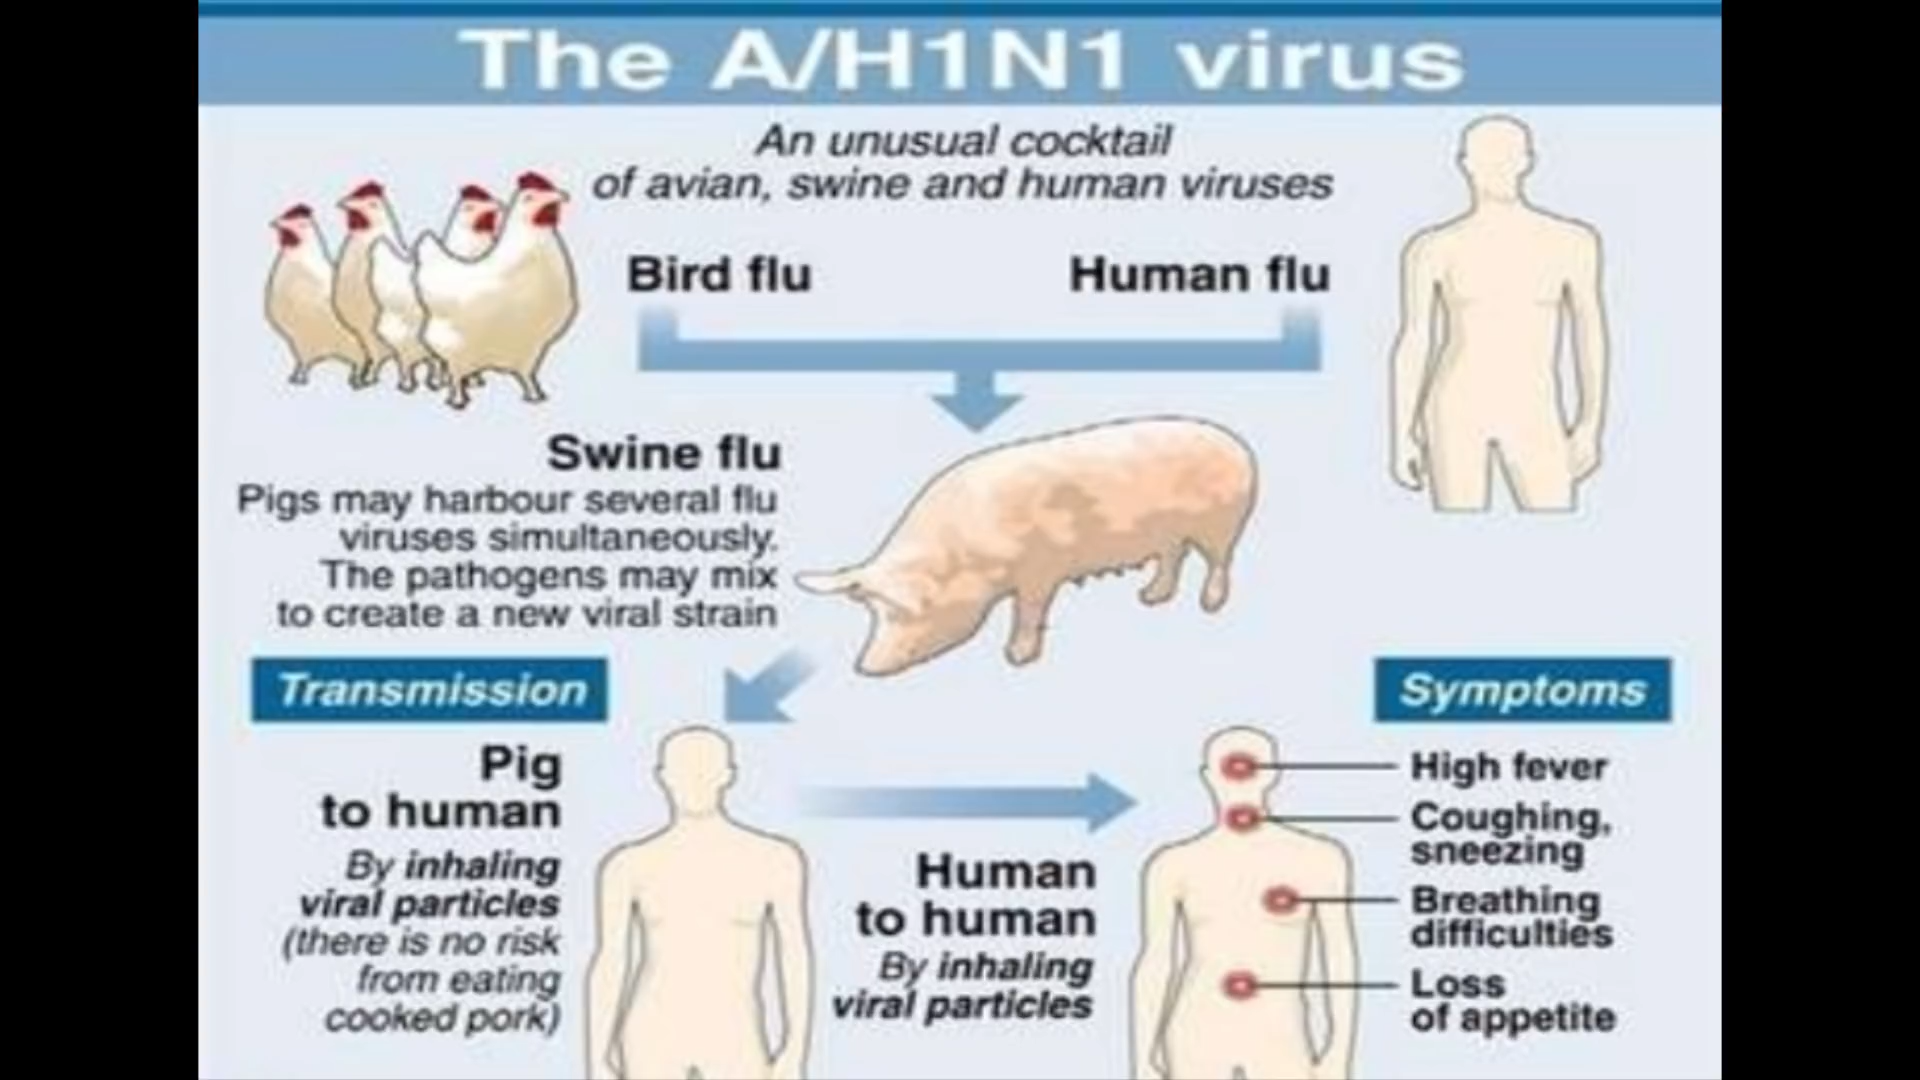 The A/H1N1 virus
An unusual cocktail
of avian, swine and human viruses
Bird flu
Human flu
Swine flu
Pigs may harbour several flu
viruses simultaneously.
The pathogens may mix
to create a new viral strain
Transmission
Pig
to human
By inhaling
viral particles
(there is no risk
from eating
cooked pork)
Human
to human
By inhaling
viral particles
Symptoms
High fever
Coughing,
sneezing
Breathing
difficulties
Loss
of appetite